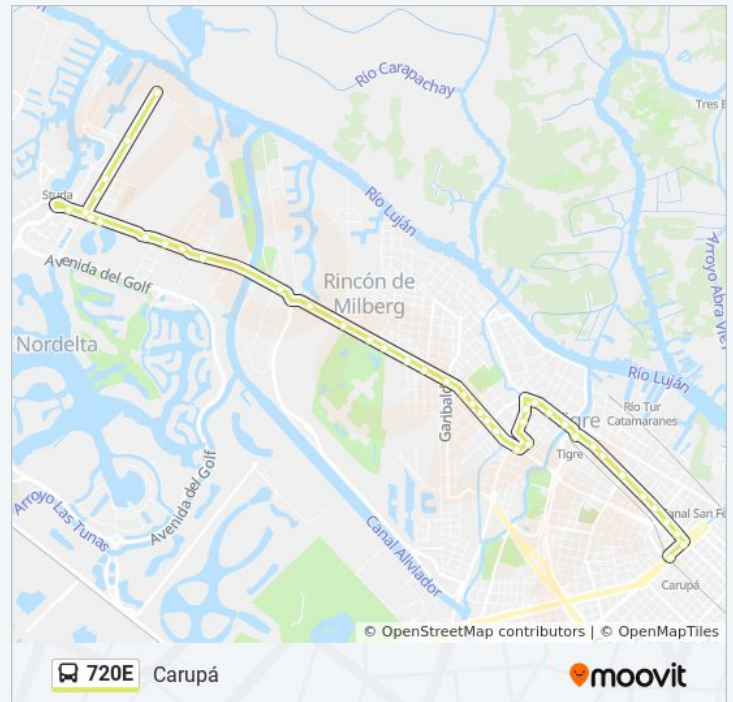 Río Carapachay
Tres B
Studa
Río Luján
Arroyo Abra Vie
Avenida del Golf
Rincón de
Milberg
Nordelta
Garibald
Río Luján
Río Tur
Catamaranes
Tigre
Tigre
Avenida del Golf
Arroyo Las Tunas
Canal San Fe
Canal Aliviador
Carupá
© OpenStreetMap contributors | © OpenMapTiles
720E Carupá
moovit